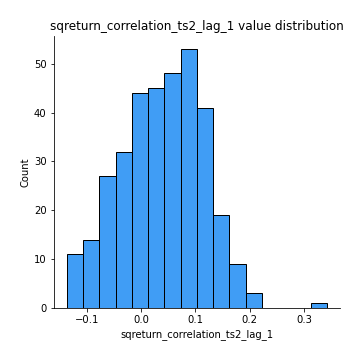 sqreturn_correlation_ts2_lag_1 value distribution
50
40
30
20
10
0
Count
−0.1 0.0 0.1 0.2 0.3
sqreturn_correlation_ts2_lag_1